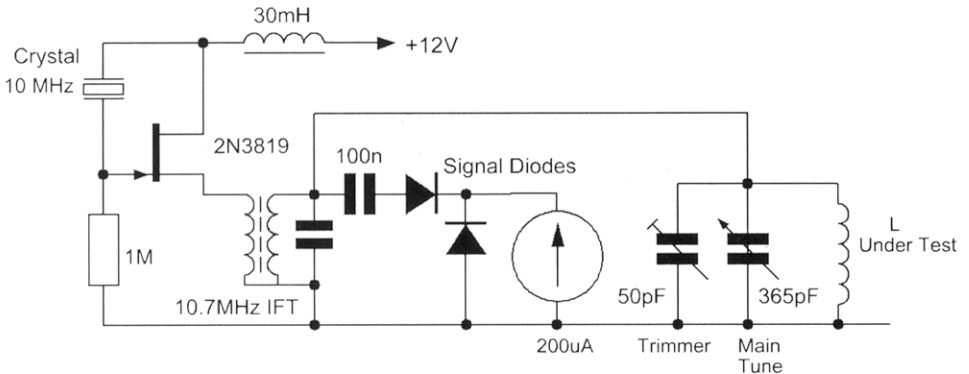 30mH
+12V
Crystal
10 MHz
2N3819
100n
Signal Diodes
1M
10.7MHz IFT
50pF
365pF
L
Under Test
200uA
Trimmer
Main
Tune